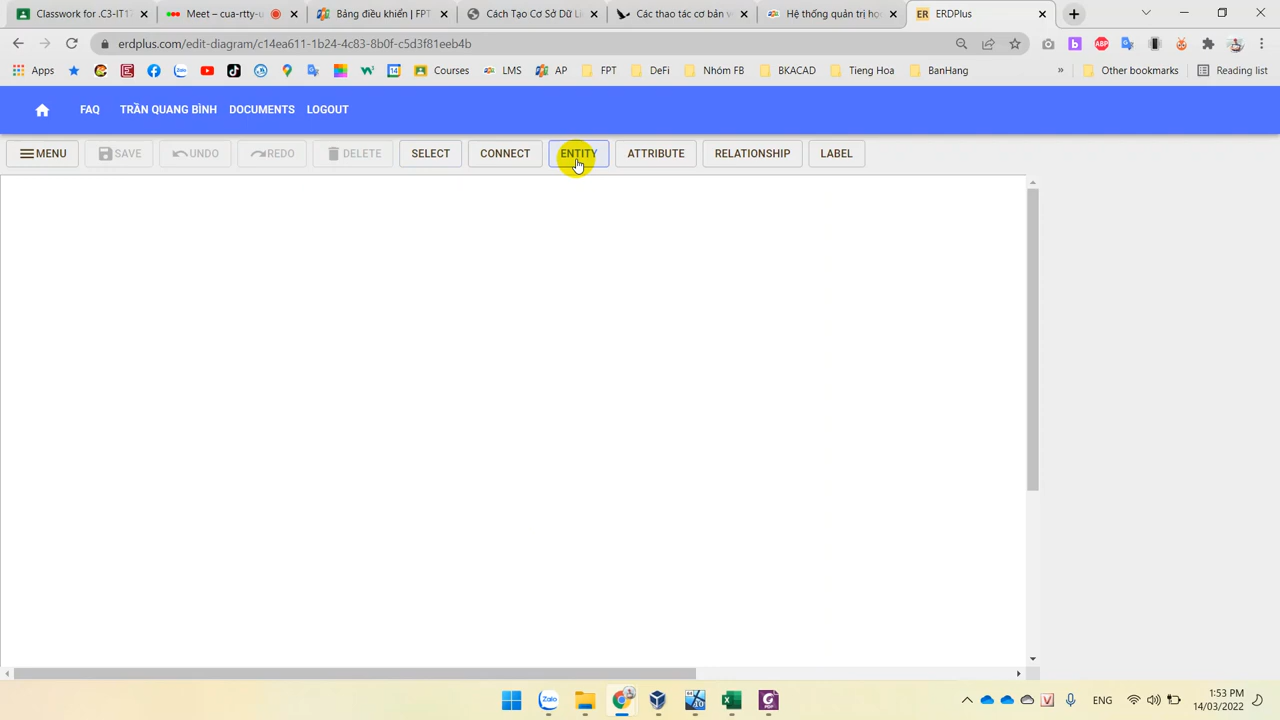 Classwork for .C3-IT17
Meet – cua-rtty-u
Bảng điều khiển | FPT
Cách Tạo Cơ Sở Dữ Li
Các thao tác cơ bản v
Hệ thống quản trị họ
ERDPlus
erdplus.com/edit-diagram/c14ea611-1b24-4c83-8b0f-c5d3f81eeb4b
Apps Courses LMS AP FPT DeFi Nhóm FB BKACAD Tieng Hoa BanHang » Other bookmarks Reading list
FAQ TRẦN QUANG BÌNH DOCUMENTS LOGOUT
MENU SAVE UNDO REDO DELETE SELECT CONNECT ENTITY ATTRIBUTE RELATIONSHIP LABEL
ENG
1:53 PM
14/03/2022